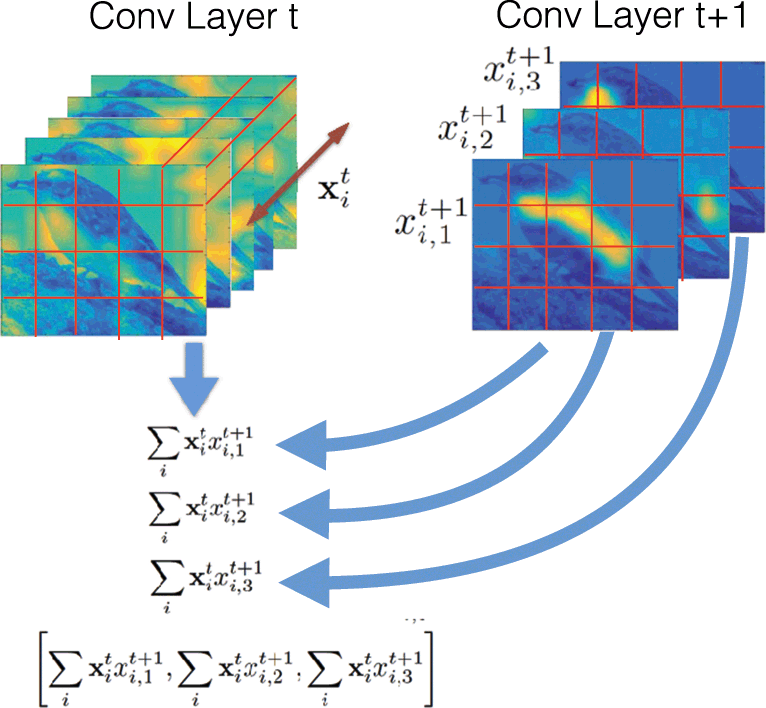 Conv Layer t
Conv Layer t+1
x_{i,3}^{t+1}
x_{i,2}^{t+1}
x_{i,1}^{t+1}
𝐱_i^t
∑_i 𝐱_i^t x_{i,1}^{t+1}
∑_i 𝐱_i^t x_{i,2}^{t+1}
∑_i 𝐱_i^t x_{i,3}^{t+1}
[∑_i 𝐱_i^t x_{i,1}^{t+1}, ∑_i 𝐱_i^t x_{i,2}^{t+1}, ∑_i 𝐱_i^t x_{i,3}^{t+1}]